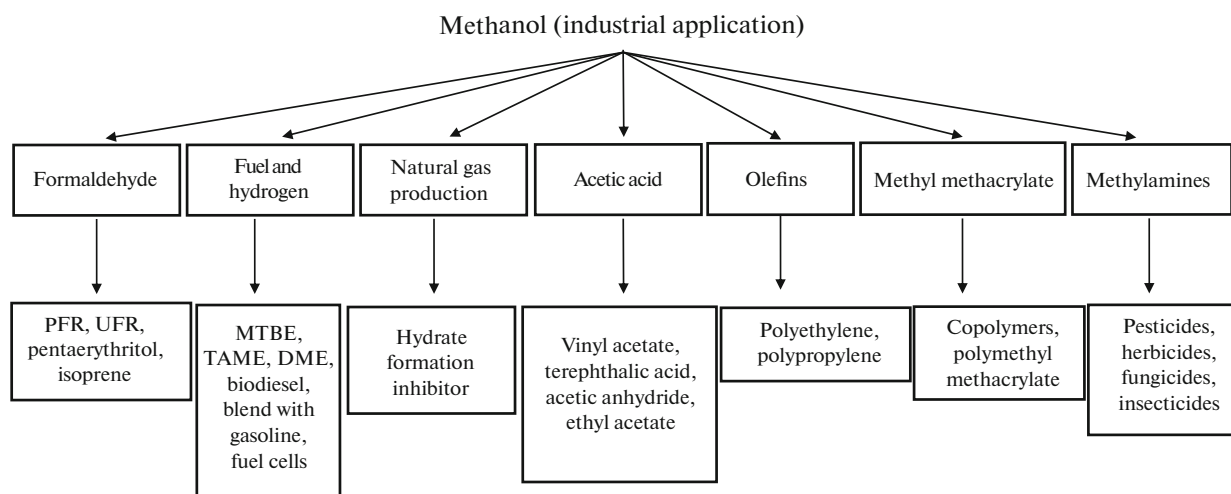 Methanol (industrial application)
Formaldehyde
Fuel and
hydrogen
Natural gas
production
Acetic acid
Olefins
Methyl methacrylate
Methylamines
PFR, UFR,
pentaerythritol,
isoprene
MTBE,
TAME, DME,
biodiesel,
blend with
gasoline,
fuel cells
Hydrate
formation
inhibitor
Vinyl acetate,
terephthalic acid,
acetic anhydride,
ethyl acetate
Polyethylene,
polypropylene
Copolymers,
polymethyl
methacrylate
Pesticides,
herbicides,
fungicides,
insecticides